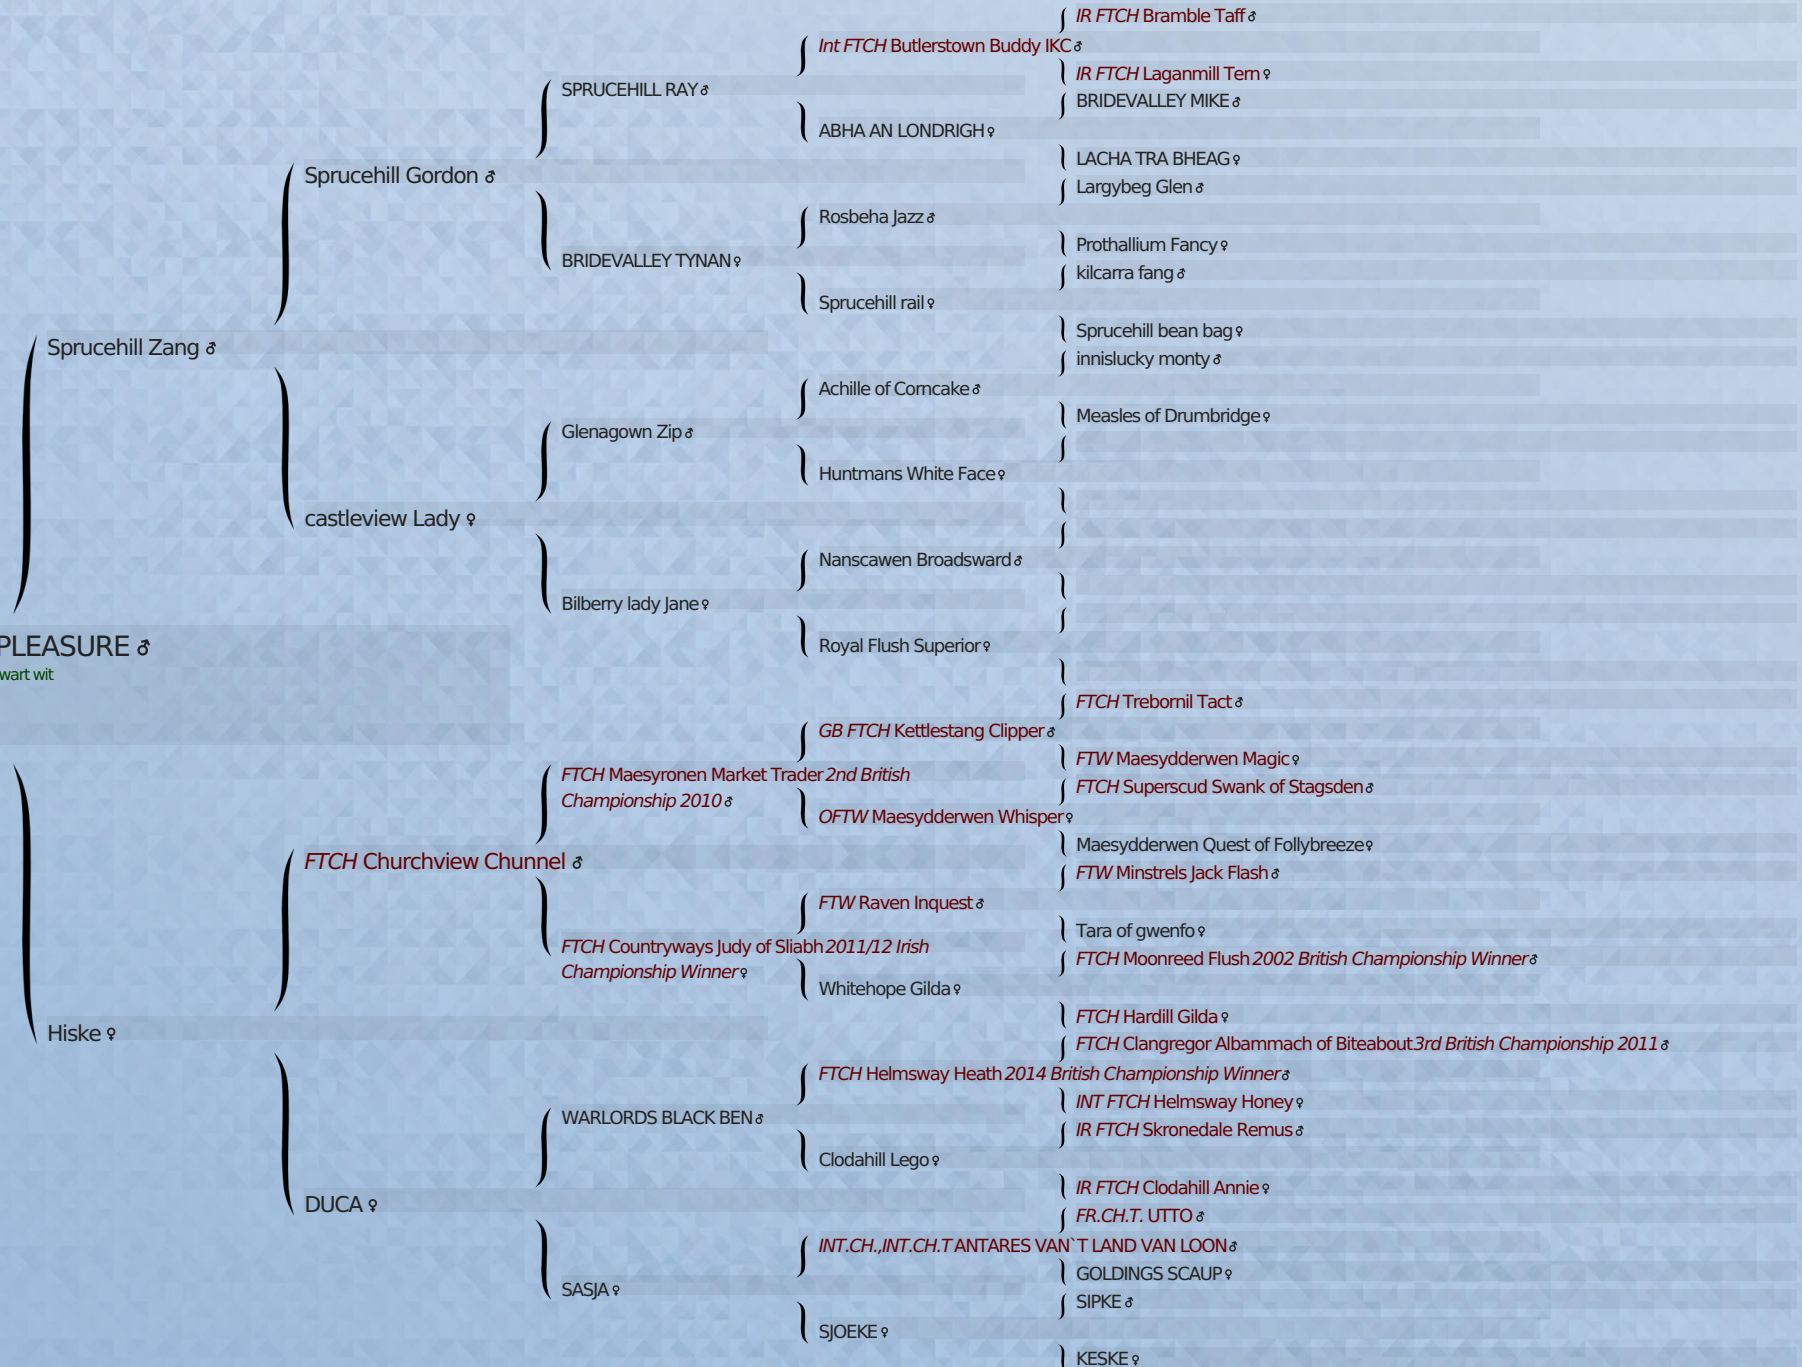 IR FTCH Bramble Taff♂
Int FTCH Butlerstown Buddy IKC♂
IR FTCH Laganmill Tern♀
SPRUCEHILL RAY♂
BRIDEVALLEY MIKE♂
ABHA AN LONDRIGH♀
LACHA TRA BHEAG♀
Sprucehill Gordon ♂
Largybeg Glen♂
Rosbeha Jazz♂
Prothallium Fancy♀
BRIDEVALLEY TYNAN♀
kilcarra fang♂
Sprucehill rail♀
Sprucehill bean bag♀
Sprucehill Zang ♂
innislucky monty♂
Achille of Corncake♂
Measles of Drumbridge♀
Glenagown Zip♂
Huntmans White Face♀
castleview Lady ♀
Nanscawen Broadsward♂
Bilberry lady Jane♀
Royal Flush Superior♀
PLEASURE ♂
wart wit
FTCH Trebornil Tact♂
GB FTCH Kettlestang Clipper♂
FTW Maesydderwen Magic♀
FTCH Maesyronen Market Trader 2nd British
Championship 2010♂
FTCH Superscud Swank of Stagsden♂
OFTW Maesydderwen Whisper♀
Maesydderwen Quest of Follybreeze♀
FTCH Churchview Chunnel ♂
FTW Minstrels Jack Flash♂
FTW Raven Inquest♂
Tara of gwenfo♀
FTCH Countryways Judy of Sliabh 2011/12 Irish
Championship Winner♀
FTCH Moonreed Flush 2002 British Championship Winner♂
Whitehope Gilda♀
FTCH Hardill Gilda♀
Hiske ♀
FTCH Clangregor Albammach of Biteabout 3rd British Championship 2011♂
FTCH Helmsway Heath 2014 British Championship Winner♂
INT FTCH Helmsway Honey♀
WARLORDS BLACK BEN♂
IR FTCH Skronedale Remus♂
Clodahill Lego♀
IR FTCH Clodahill Annie♀
DUCA ♀
FR.CH.T. UTTO♂
INT.CH.,INT.CH.T ANTARES VAN`T LAND VAN LOON♂
GOLDINGS SCAUP♀
SASJA♀
SIPKE♂
SJOEKE♀
KESKE♀